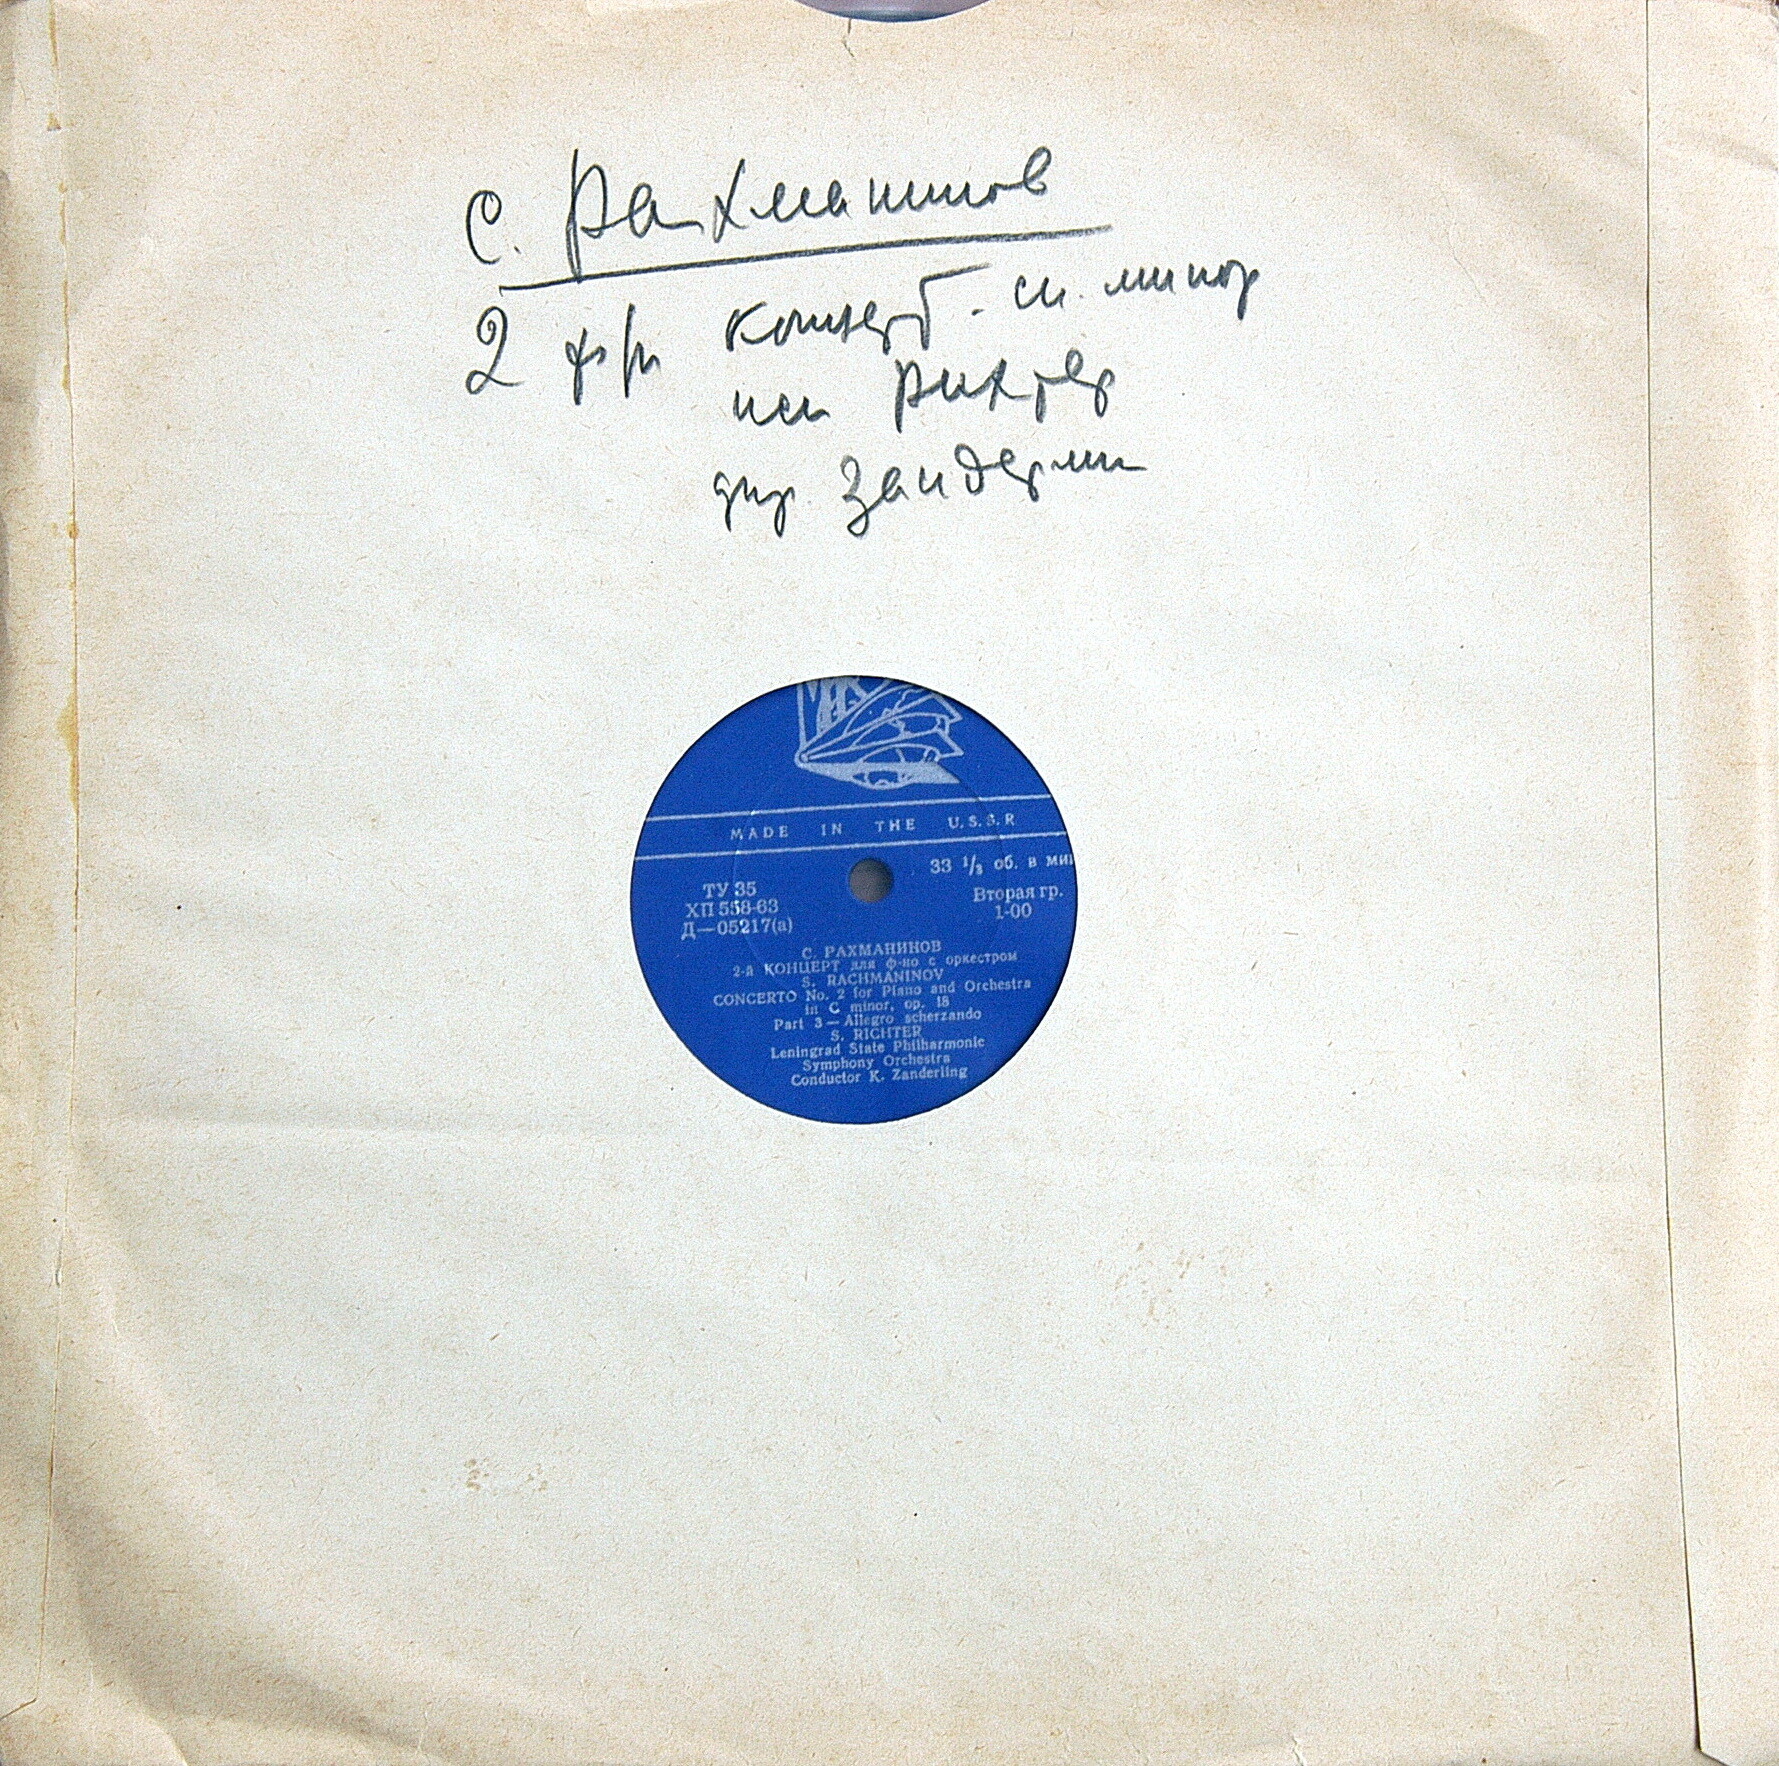 С. Рахманинов
2 ф/п концерт. си. минор
исп Рихтер
дир. Зандерлинг
MADE IN THE U.S.S.R
33 1/3 об. в мин
ТУ 35
ХП 558-63
Д—05217(а)
Вторая гр.
1-00
С. РАХМАНИНОВ
2-й КОНЦЕРТ для ф-но с оркестром
S. RACHMANINOV
CONCERTO No. 2 for Piano and Orchestra
in C minor, op. 18
Part 3 — Allegro scherzando
S. RICHTER
Leningrad State Philharmonic
Symphony Orchestra
Conductor K. Zanderling